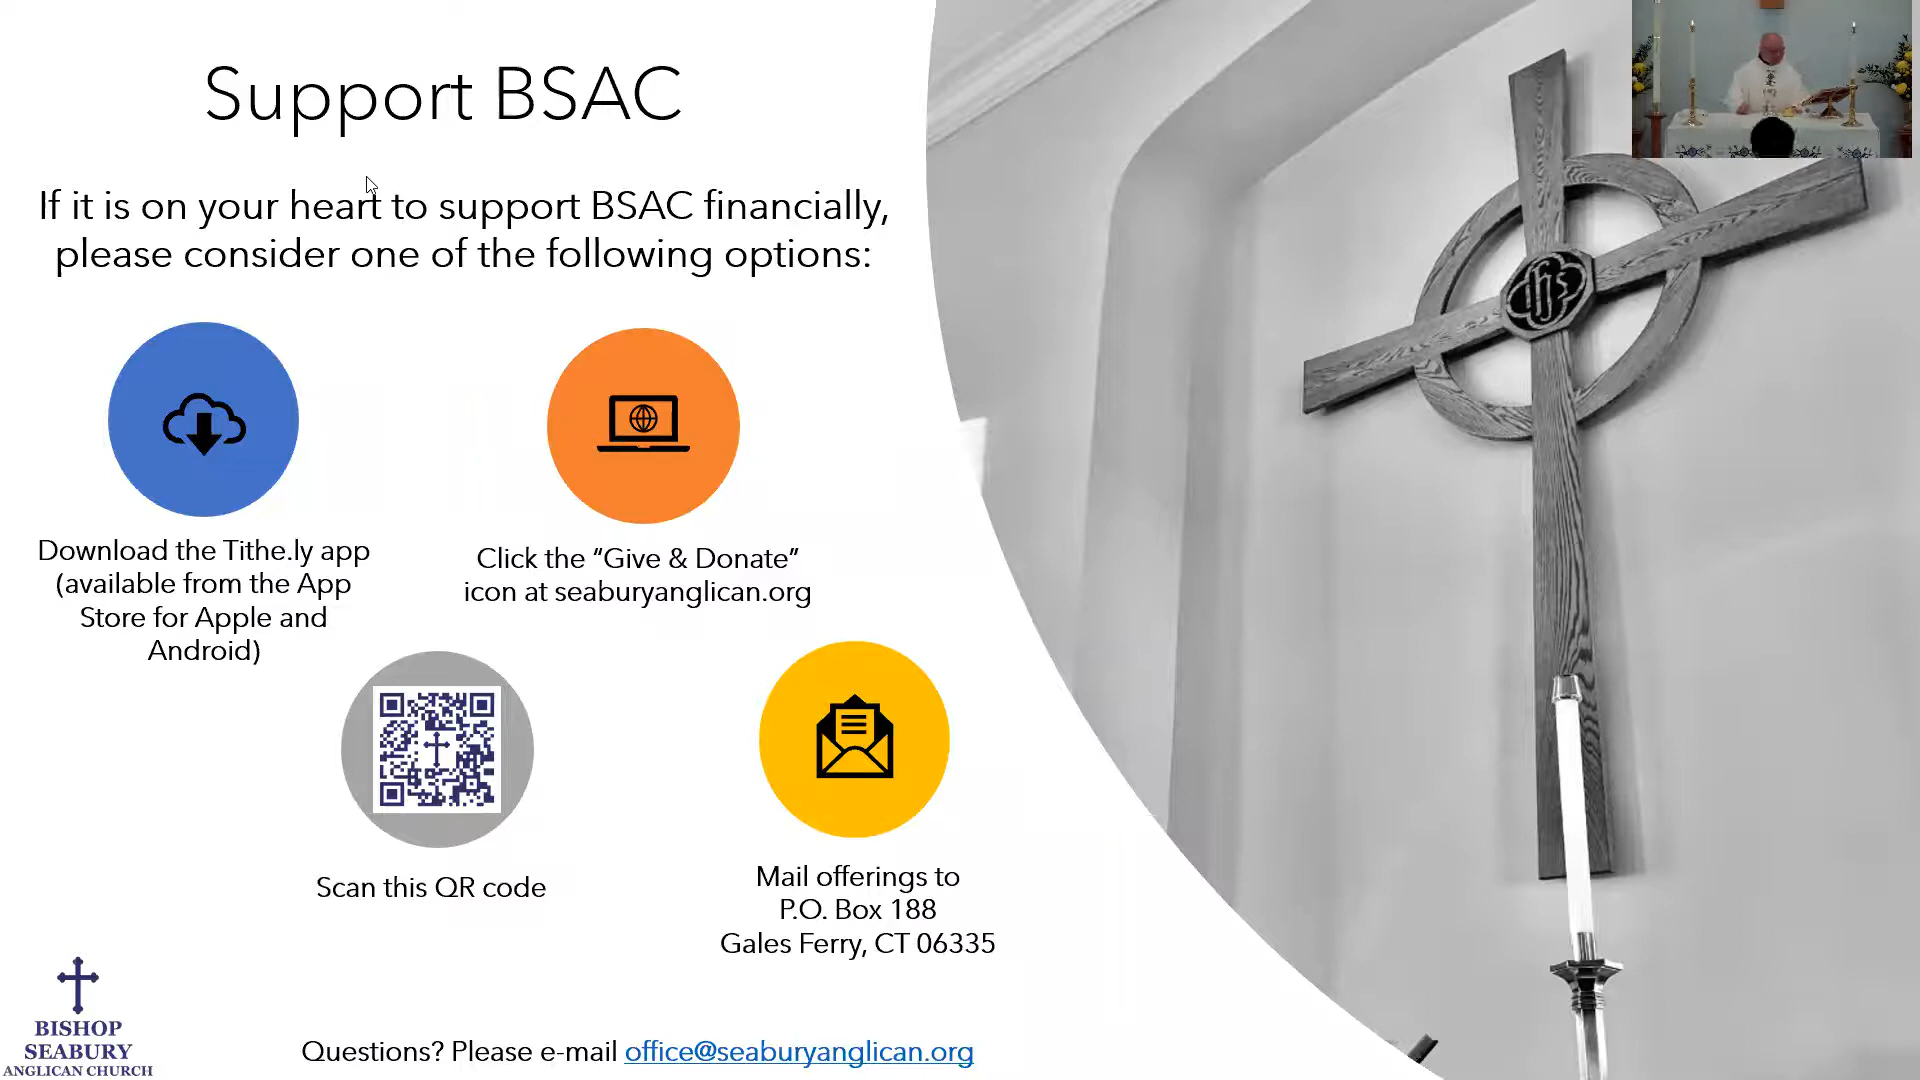 Support BSAC
If it is on your heart to support BSAC financially,
please consider one of the following options:
Download the Tithe.ly app
(available from the App
Store for Apple and
Android)
Click the “Give & Donate”
icon at seaburyanglican.org
Scan this QR code
Mail offerings to
P.O. Box 188
Gales Ferry, CT 06335
BISHOP
SEABURY
ANGLICAN CHURCH
Questions? Please e-mail office@seaburyanglican.org
ihs